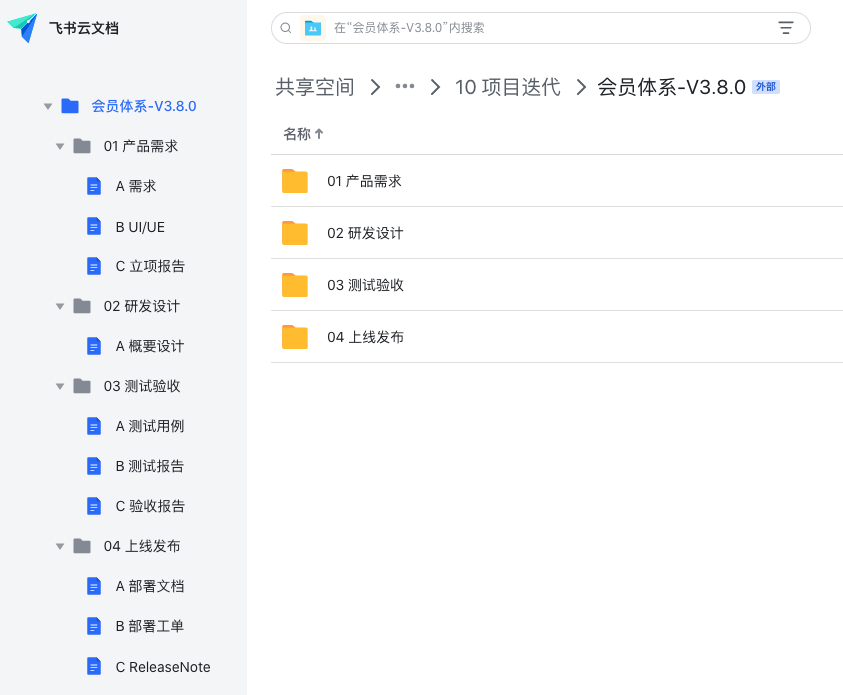 飞书云文档
会员体系-V3.8.0
01 产品需求
A 需求
B UI/UE
C 立项报告
02 研发设计
A 概要设计
03 测试验收
A 测试用例
B 测试报告
C 验收报告
04 上线发布
A 部署文档
B 部署工单
C ReleaseNote
在“会员体系-V3.8.0”内搜索
共享空间 > ••• > 10 项目迭代 > 会员体系-V3.8.0 外部
名称↑
01 产品需求
02 研发设计
03 测试验收
04 上线发布